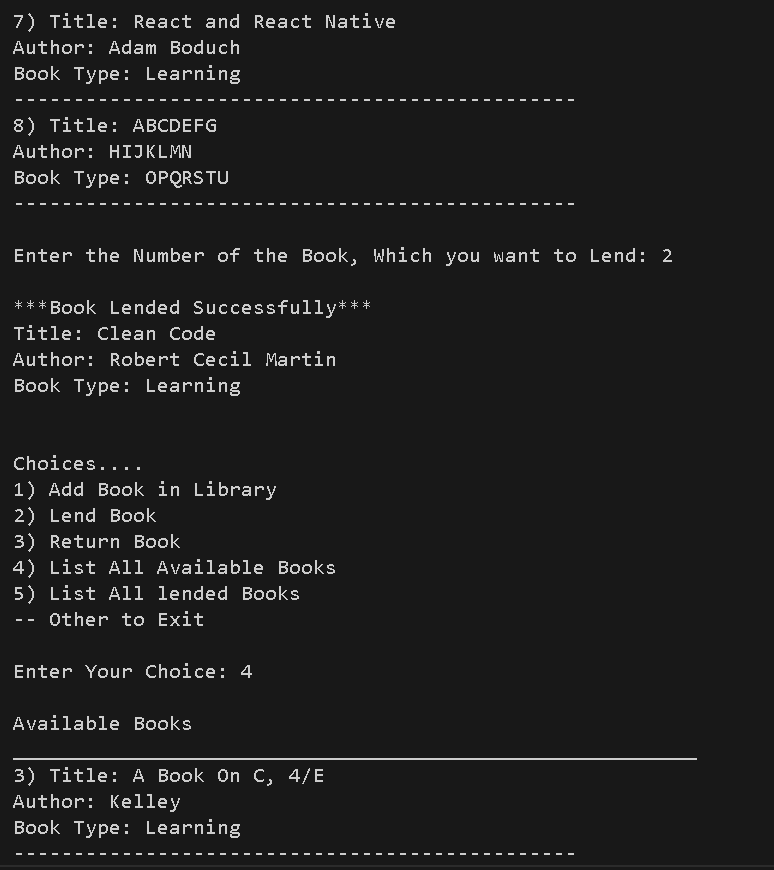 7) Title: React and React Native
Author: Adam Boduch
Book Type: Learning
-----------------------------------------------
8) Title: ABCDEFG
Author: HIJKLMN
Book Type: OPQRSTU
-----------------------------------------------
Enter the Number of the Book, Which you want to Lend: 2
***Book Lended Successfully***
Title: Clean Code
Author: Robert Cecil Martin
Book Type: Learning
Choices....
1) Add Book in Library
2) Lend Book
3) Return Book
4) List All Available Books
5) List All lended Books
-- Other to Exit
Enter Your Choice: 4
Available Books
_________________________________________________________
3) Title: A Book On C, 4/E
Author: Kelley
Book Type: Learning
-----------------------------------------------